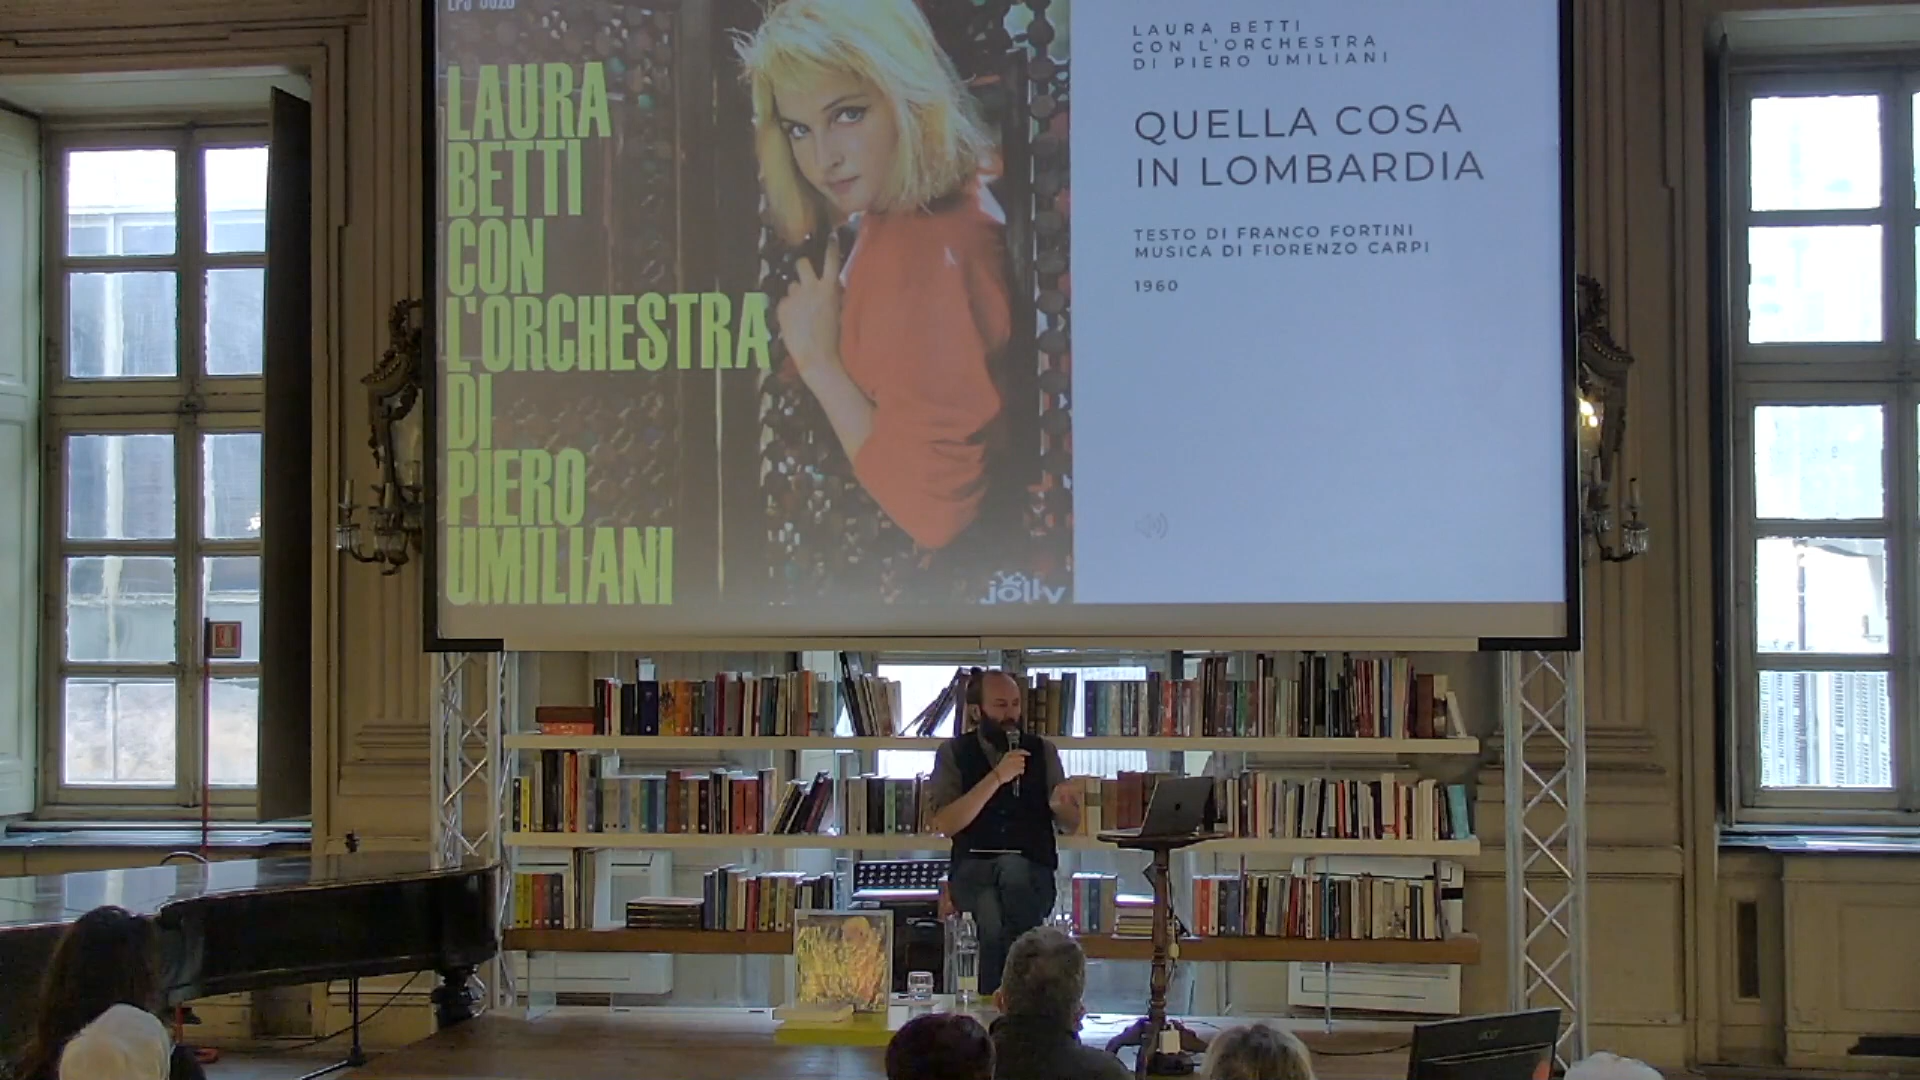 LAURA
BETTI
CON
L'ORCHESTRA
DI
PIERO
UMILIANI
jolly
LAURA BETTI
CON L'ORCHESTRA
DI PIERO UMILIANI
QUELLA COSA
IN LOMBARDIA
TESTO DI FRANCO FORTINI
MUSICA DI FIORENZO CARPI
1960
acer